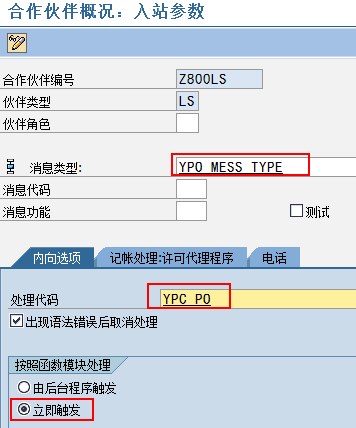 合作伙伴概况：入站参数
合作伙伴编号 Z800LS
伙伴类型 LS
伙伴角色
消息类型: YPO_MESS_TYPE
消息代码
消息功能 测试
内向选项 记帐处理:许可代理程序 电话
处理代码 YPC_PO
出现语法错误后取消处理
按照函数模块处理
由后台程序触发
立即触发